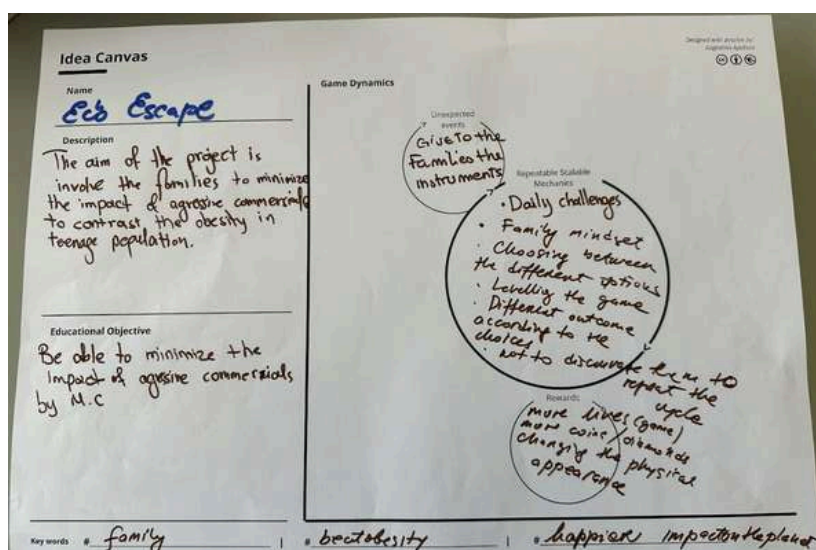 Idea Canvas
Designed with purpose by:
Name
Eco Escape
Description
The aim of the project is
involve the families to minimize
the impact of agressive commercials
to contrast the obesity in
teenage population.
Educational Objective
Be able to minimize the
impact of agressive commercials
by M.C
Game Dynamics
Unexpected
events
Give to the
families the
instruments
Repeatable Scalable
Mechanics
• Daily challenges
• Family mindset
• Choosing between
the different options
• Levelling the game
• Different outcome
according to the
choices
• not to discourate them to
repeat the
cycle
Rewards
more lives (game)
more coins / diamonds
changing the physical
appearance
Key words # family
# beatobesity
# happier impactontheplanet